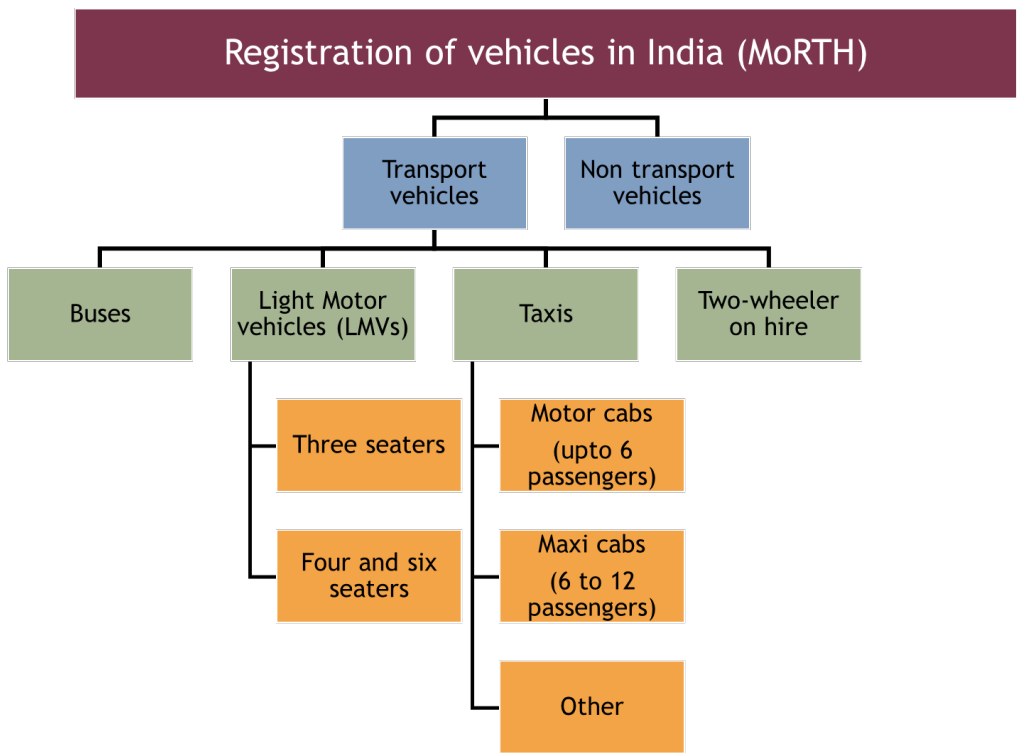 Registration of vehicles in India (MoRTH)
Transport
vehicles
Non transport
vehicles
Buses
Light Motor
vehicles (LMVs)
Taxis
Two-wheeler
on hire
Three seaters
Motor cabs
(upto 6
passengers)
Four and six
seaters
Maxi cabs
(6 to 12
passengers)
Other